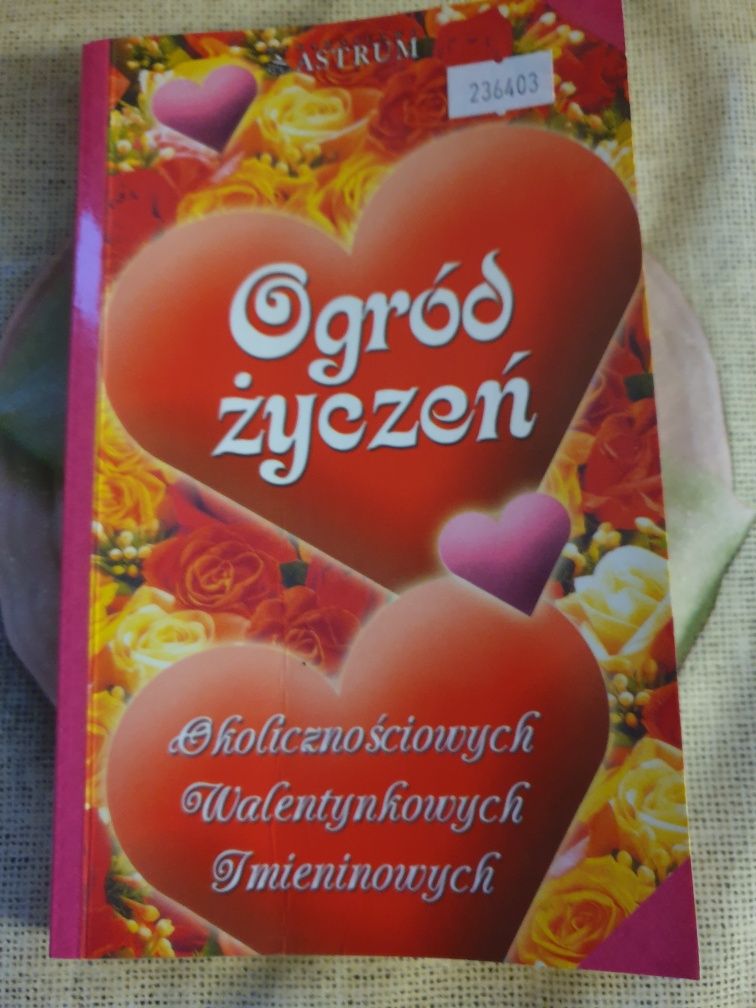 ASTRUM
236403
Ogród
życzeń
Okolicznościowych
Walentynkowych
Imieninowych